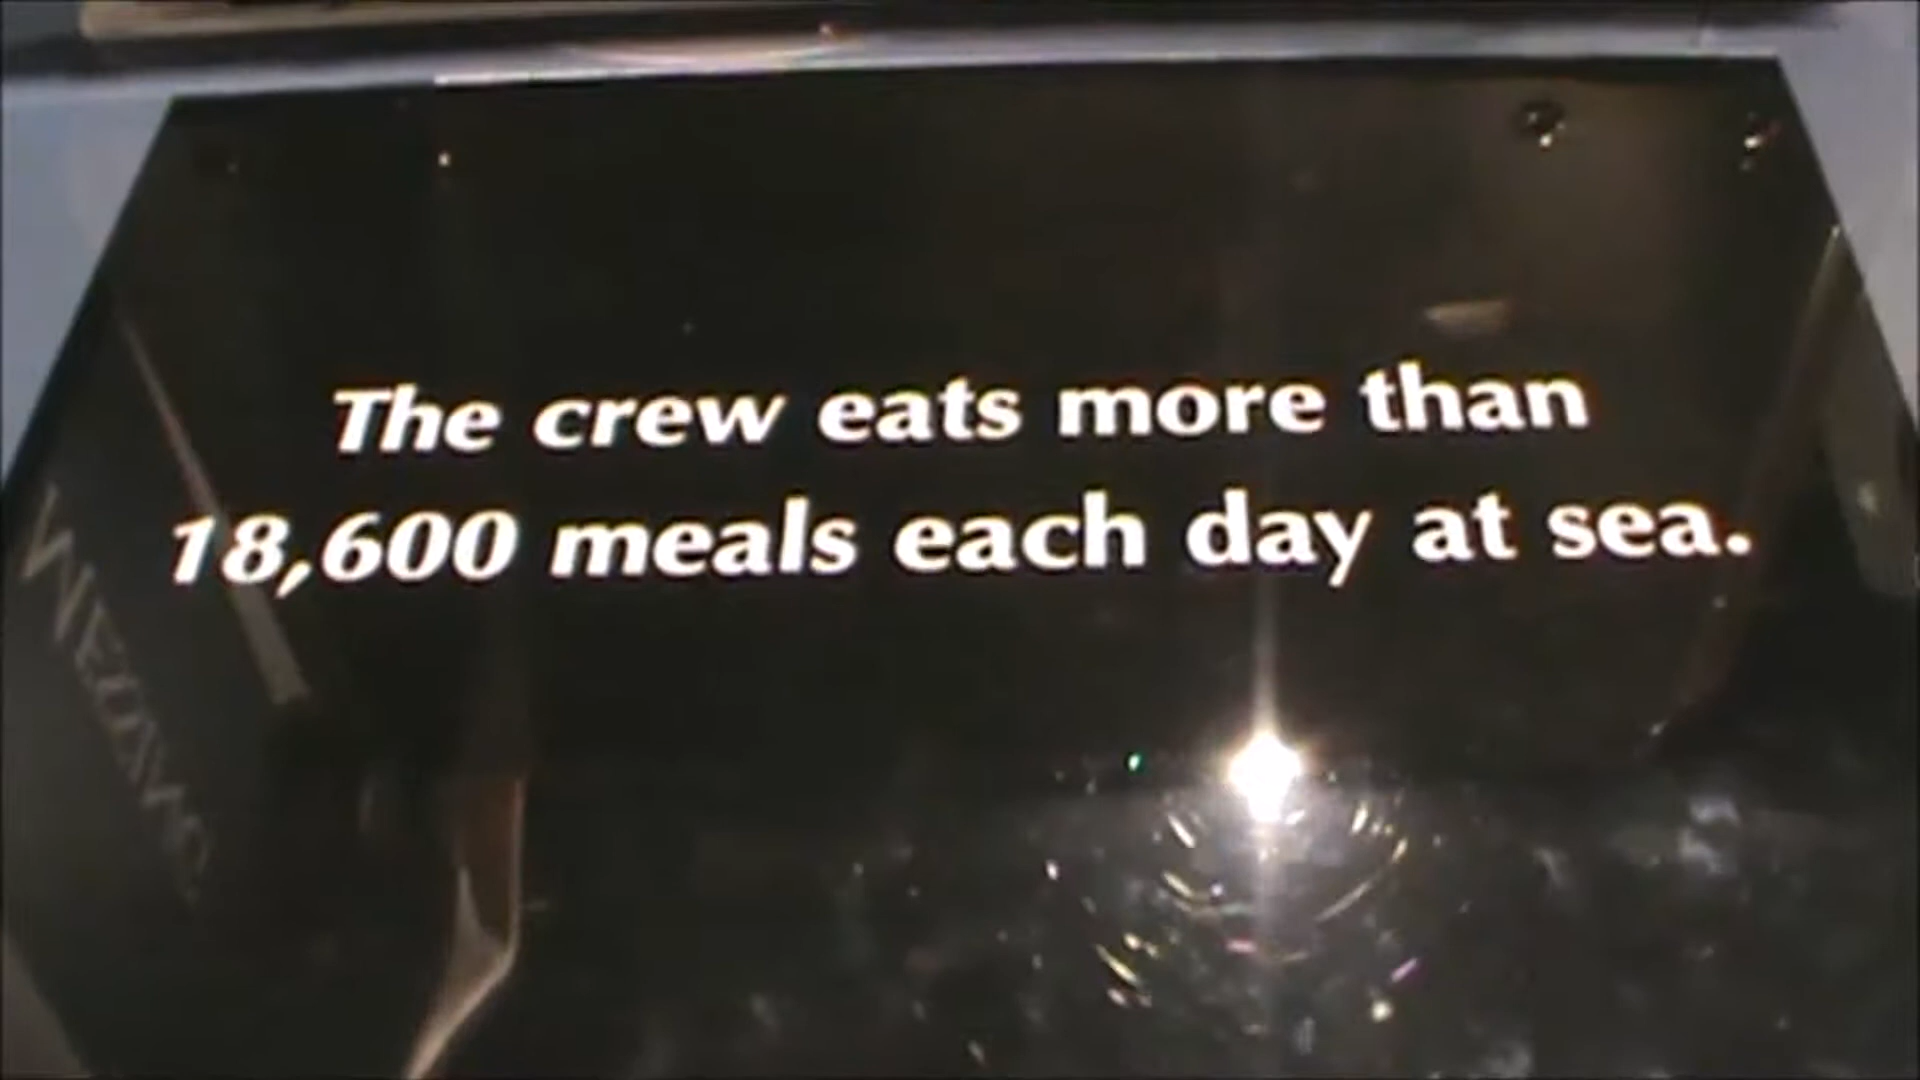 The crew eats more than
18,600 meals each day at sea.